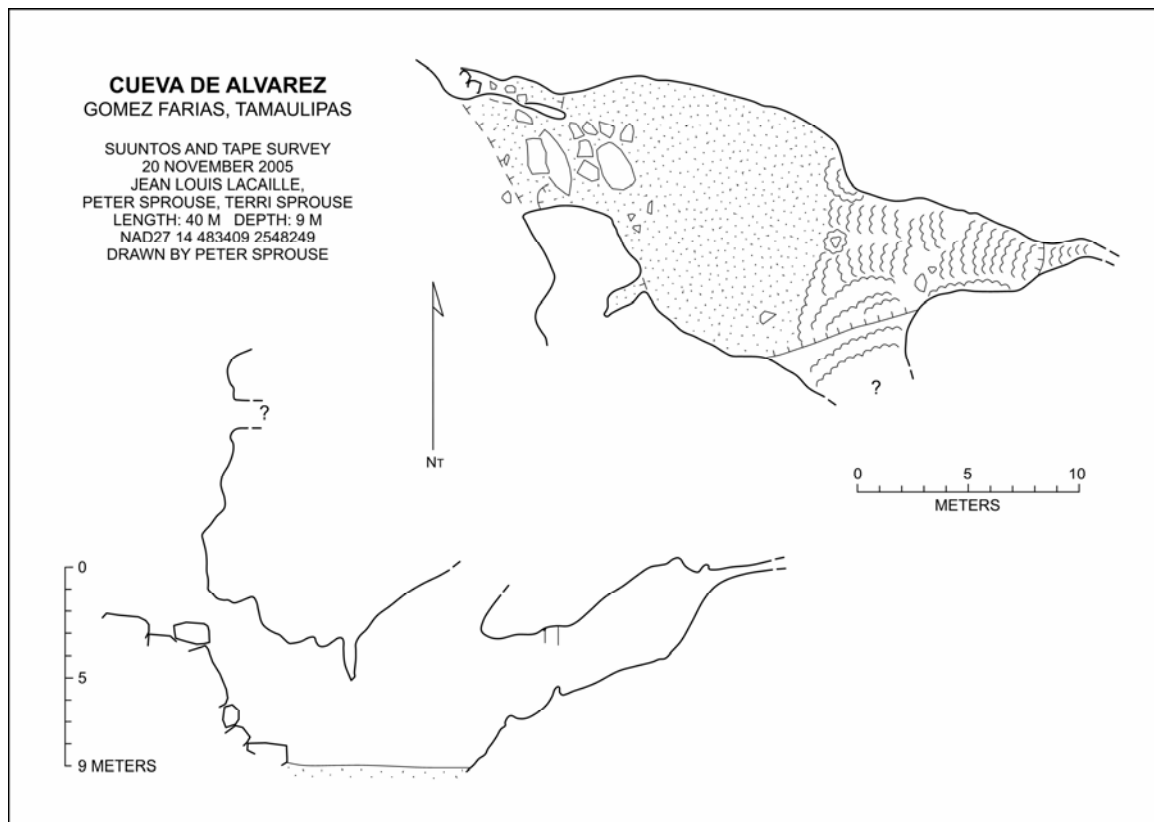 CUEVA DE ALVAREZ
GOMEZ FARIAS, TAMAULIPAS
SUUNTOS AND TAPE SURVEY
20 NOVEMBER 2005
JEAN LOUIS LACAILLE,
PETER SPROUSE, TERRI SPROUSE
LENGTH: 40 M DEPTH: 9 M
NAD27 14 483409 2548249
DRAWN BY PETER SPROUSE
?
?
NT
0 5 10
METERS
0
5
9 METERS